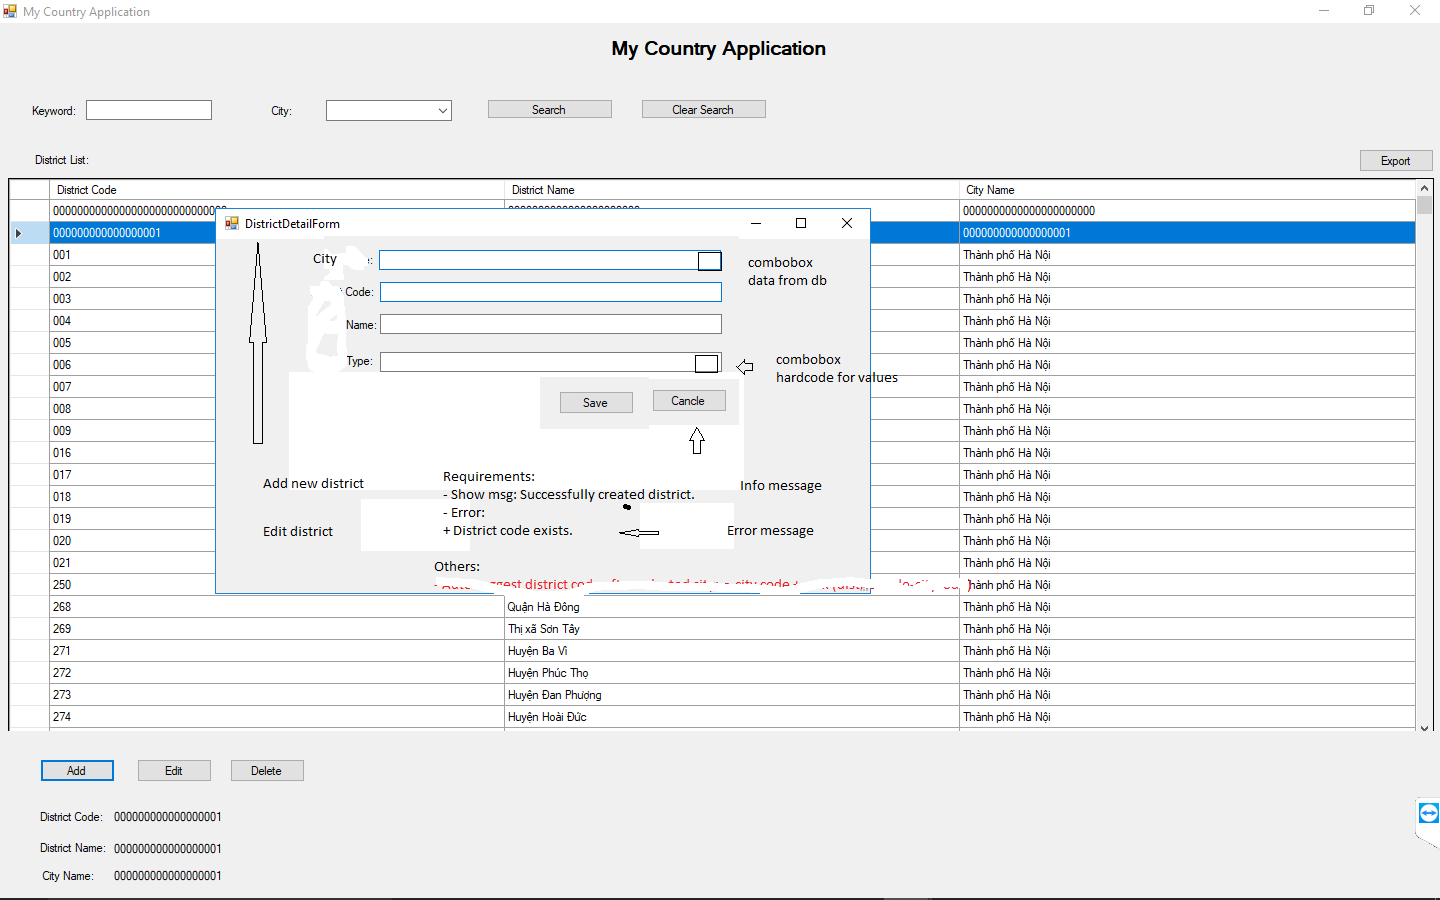 My Country Application
My Country Application
Keyword:
City:
Search
Clear Search
District List:
Export
District Code
District Name
City Name
0000000000000000000000
000000000000000001
000000000000000001
001
Thành phố Hà Nội
002
Thành phố Hà Nội
003
Thành phố Hà Nội
004
Thành phố Hà Nội
005
Thành phố Hà Nội
006
Thành phố Hà Nội
007
Thành phố Hà Nội
008
Thành phố Hà Nội
009
Thành phố Hà Nội
016
Thành phố Hà Nội
017
Thành phố Hà Nội
018
Thành phố Hà Nội
019
Thành phố Hà Nội
020
Thành phố Hà Nội
021
Thành phố Hà Nội
250
Thành phố Hà Nội
268
Quận Hà Đông
Thành phố Hà Nội
269
Thị xã Sơn Tây
Thành phố Hà Nội
271
Huyện Ba Vì
Thành phố Hà Nội
272
Huyện Phúc Thọ
Thành phố Hà Nội
273
Huyện Đan Phượng
Thành phố Hà Nội
274
Huyện Hoài Đức
Thành phố Hà Nội
DistrictDetailForm
City
combobox
data from db
Code:
Name:
Type:
combobox
hardcode for values
Save
Cancle
Add new district
Edit district
Requirements:
- Show msg: Successfully created district.
- Error:
+ District code exists.
Info message
Error message
Others:
Add
Edit
Delete
District Code: 000000000000000001
District Name: 000000000000000001
City Name: 000000000000000001